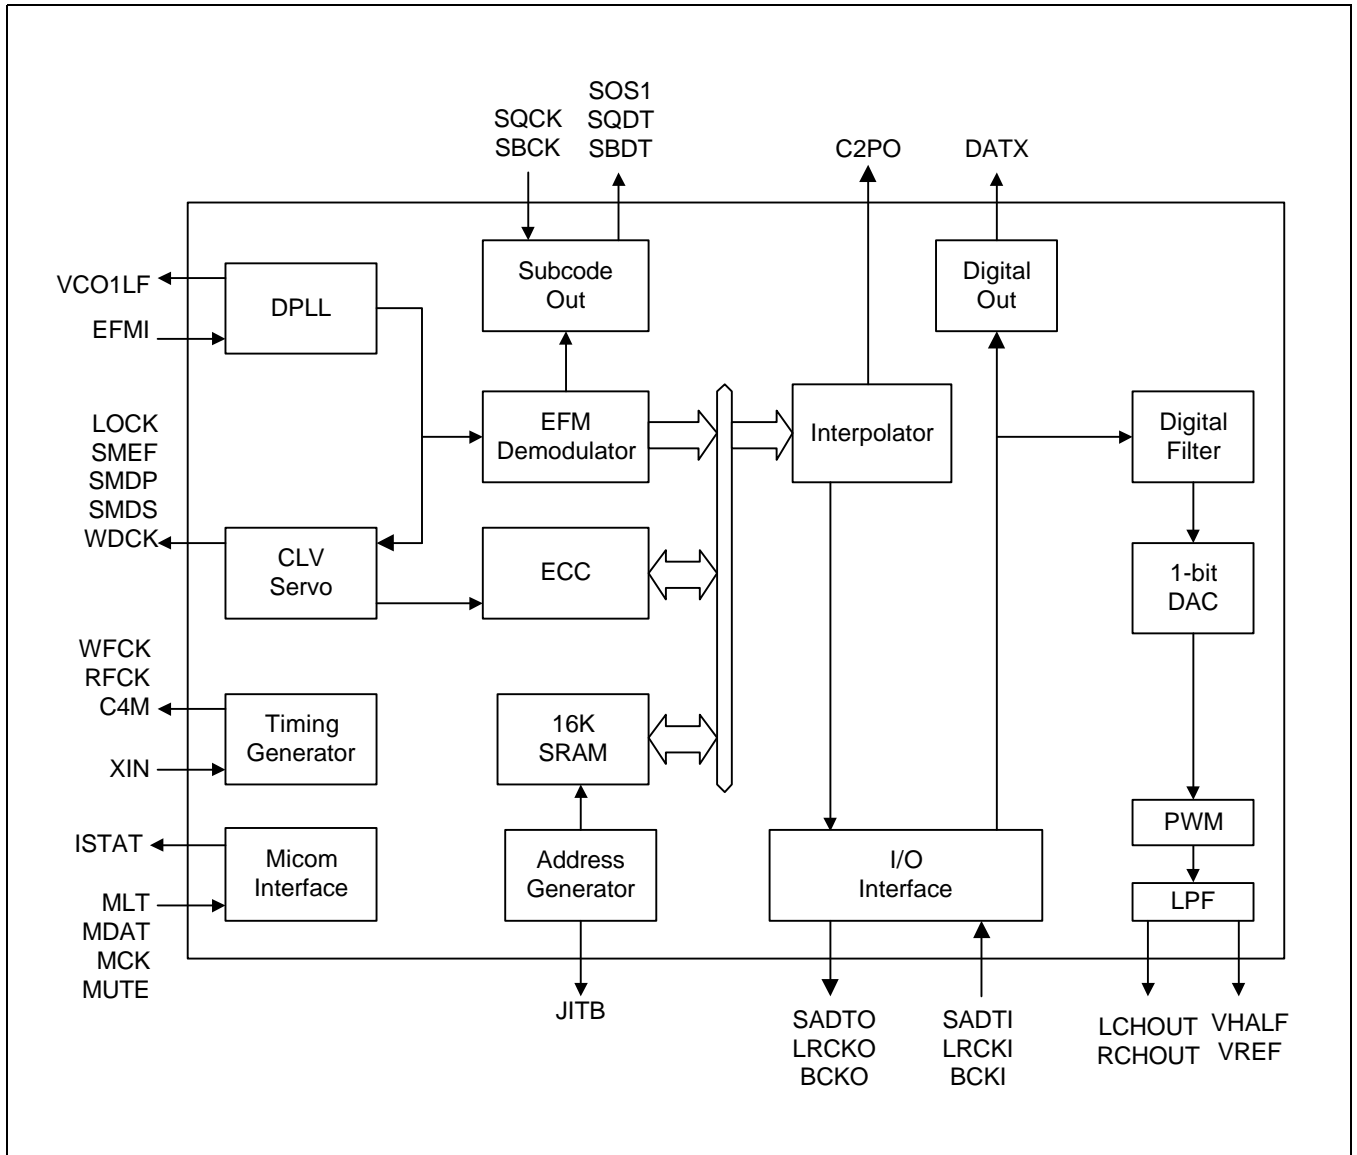 SQCK
SBCK
SOS1
SQDT
SBDT
C2PO
DATX
VCO1LF
EFMI
DPLL
Subcode
Out
Digital
Out
LOCK
SMEF
SMDP
SMDS
WDCK
EFM
Demodulator
Interpolator
Digital
Filter
CLV
Servo
ECC
1-bit
DAC
WFCK
RFCK
C4M
XIN
Timing
Generator
16K
SRAM
PWM
ISTAT
MLT
MDAT
MCK
MUTE
Micom
Interface
Address
Generator
I/O
Interface
LPF
JITB
SADTO
LRCKO
BCKO
SADTI
LRCKI
BCKI
LCHOUT
RCHOUT
VHALF
VREF